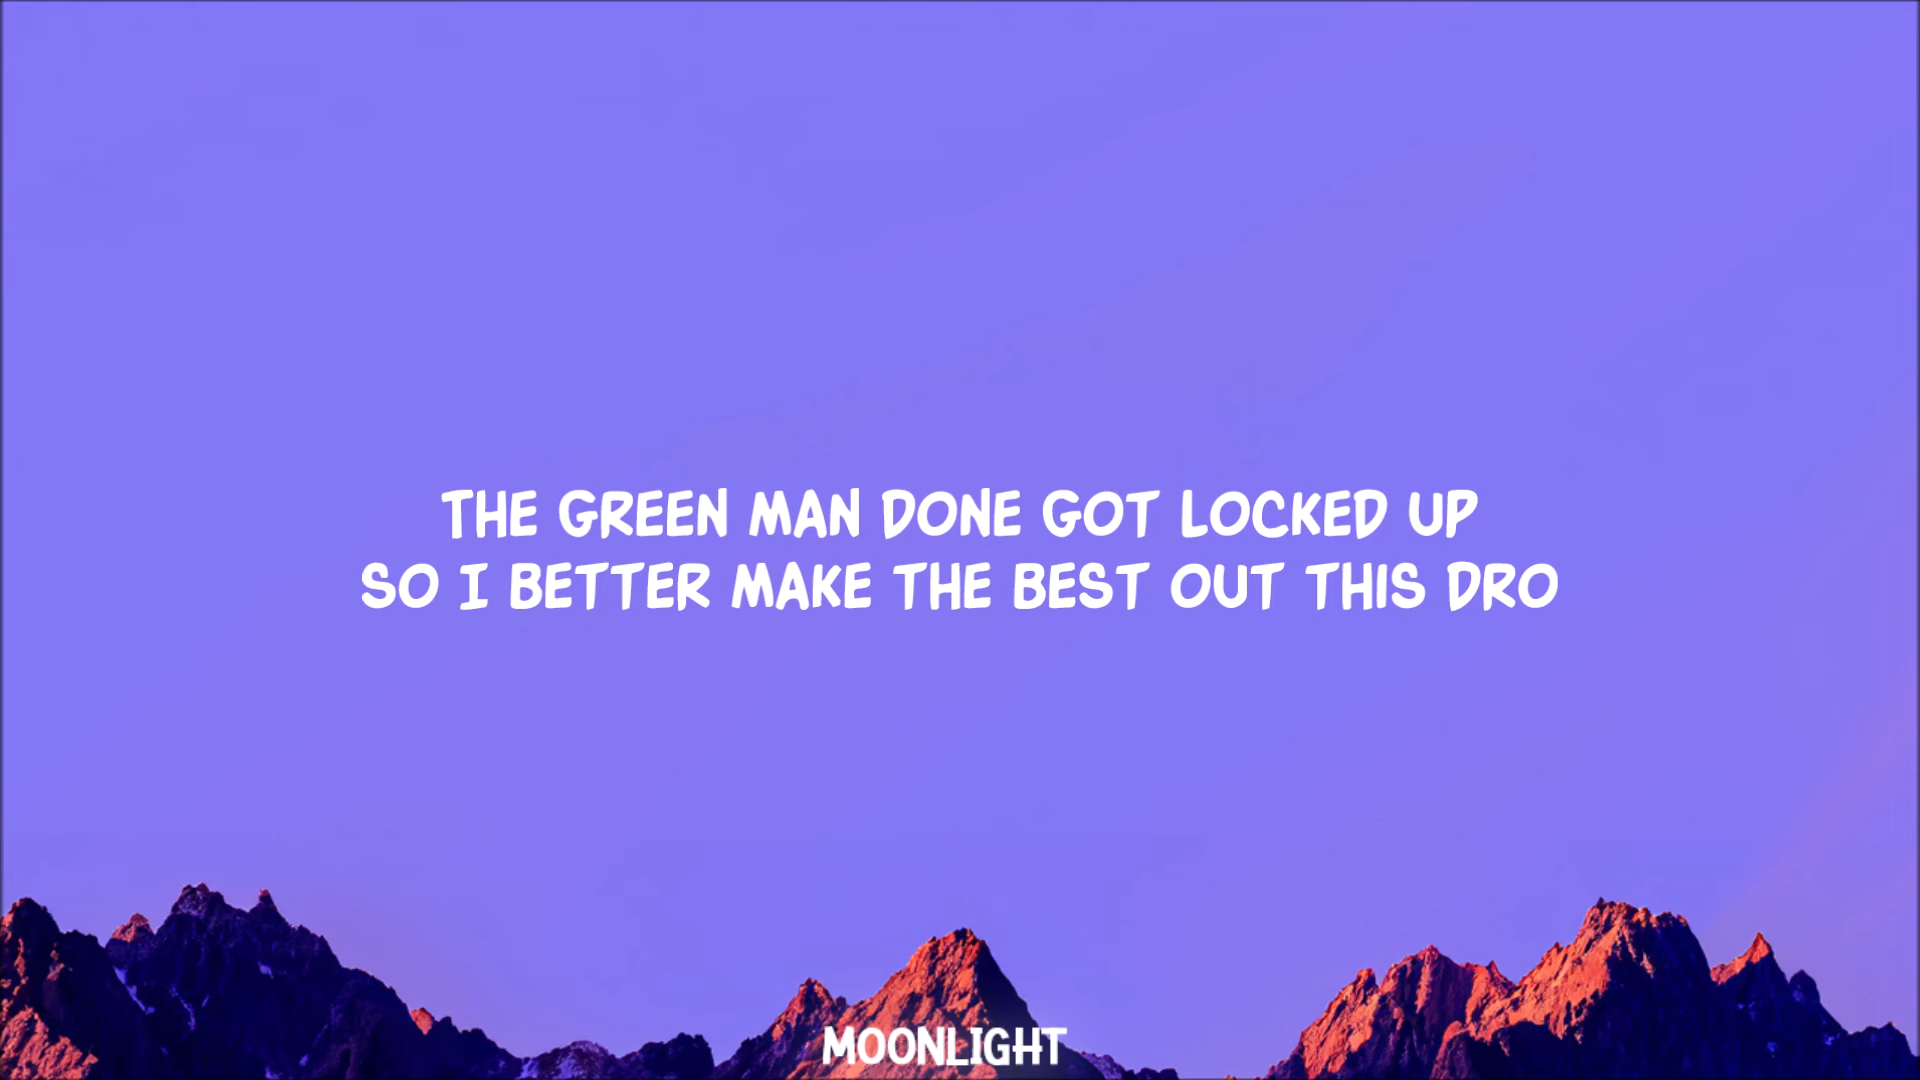 THE GREEN MAN DONE GOT LOCKED UP
SO I BETTER MAKE THE BEST OUT THIS DRO
MOONLIGHT